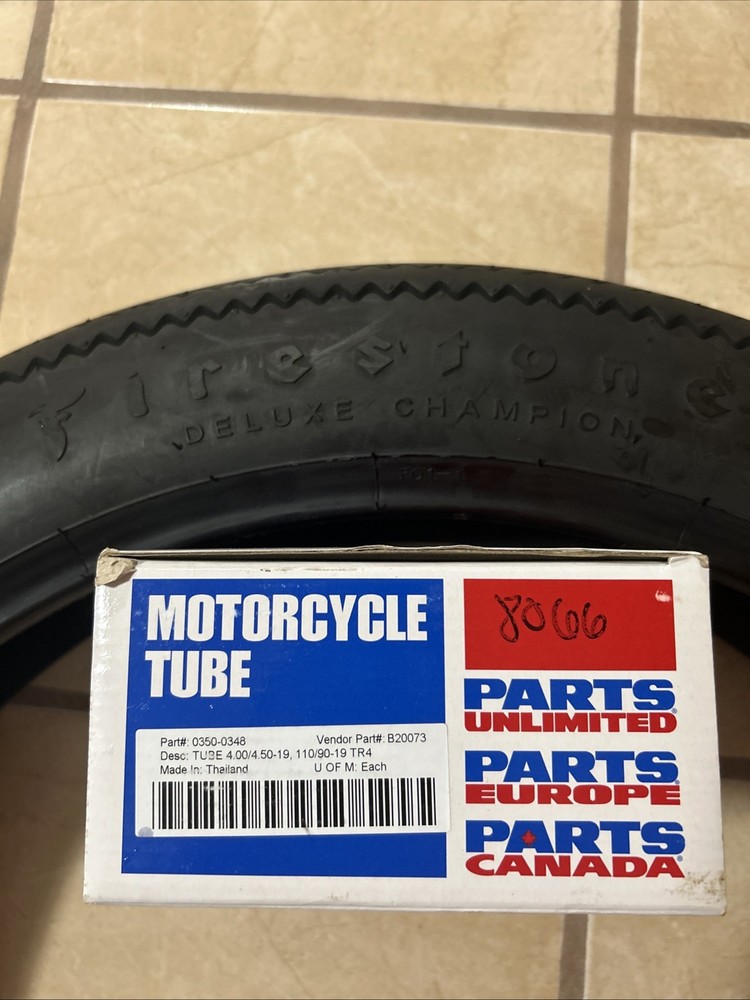 Firestone
DELUXE CHAMPION
MOTORCYCLE
TUBE
8066
PARTS
UNLIMITED
PARTS
EUROPE
PARTS
CANADA
Part#: 0350-0348 Vendor Part#: B20073
Desc: TUBE 4.00/4.50-19, 110/90-19 TR4
Made In: Thailand U OF M: Each